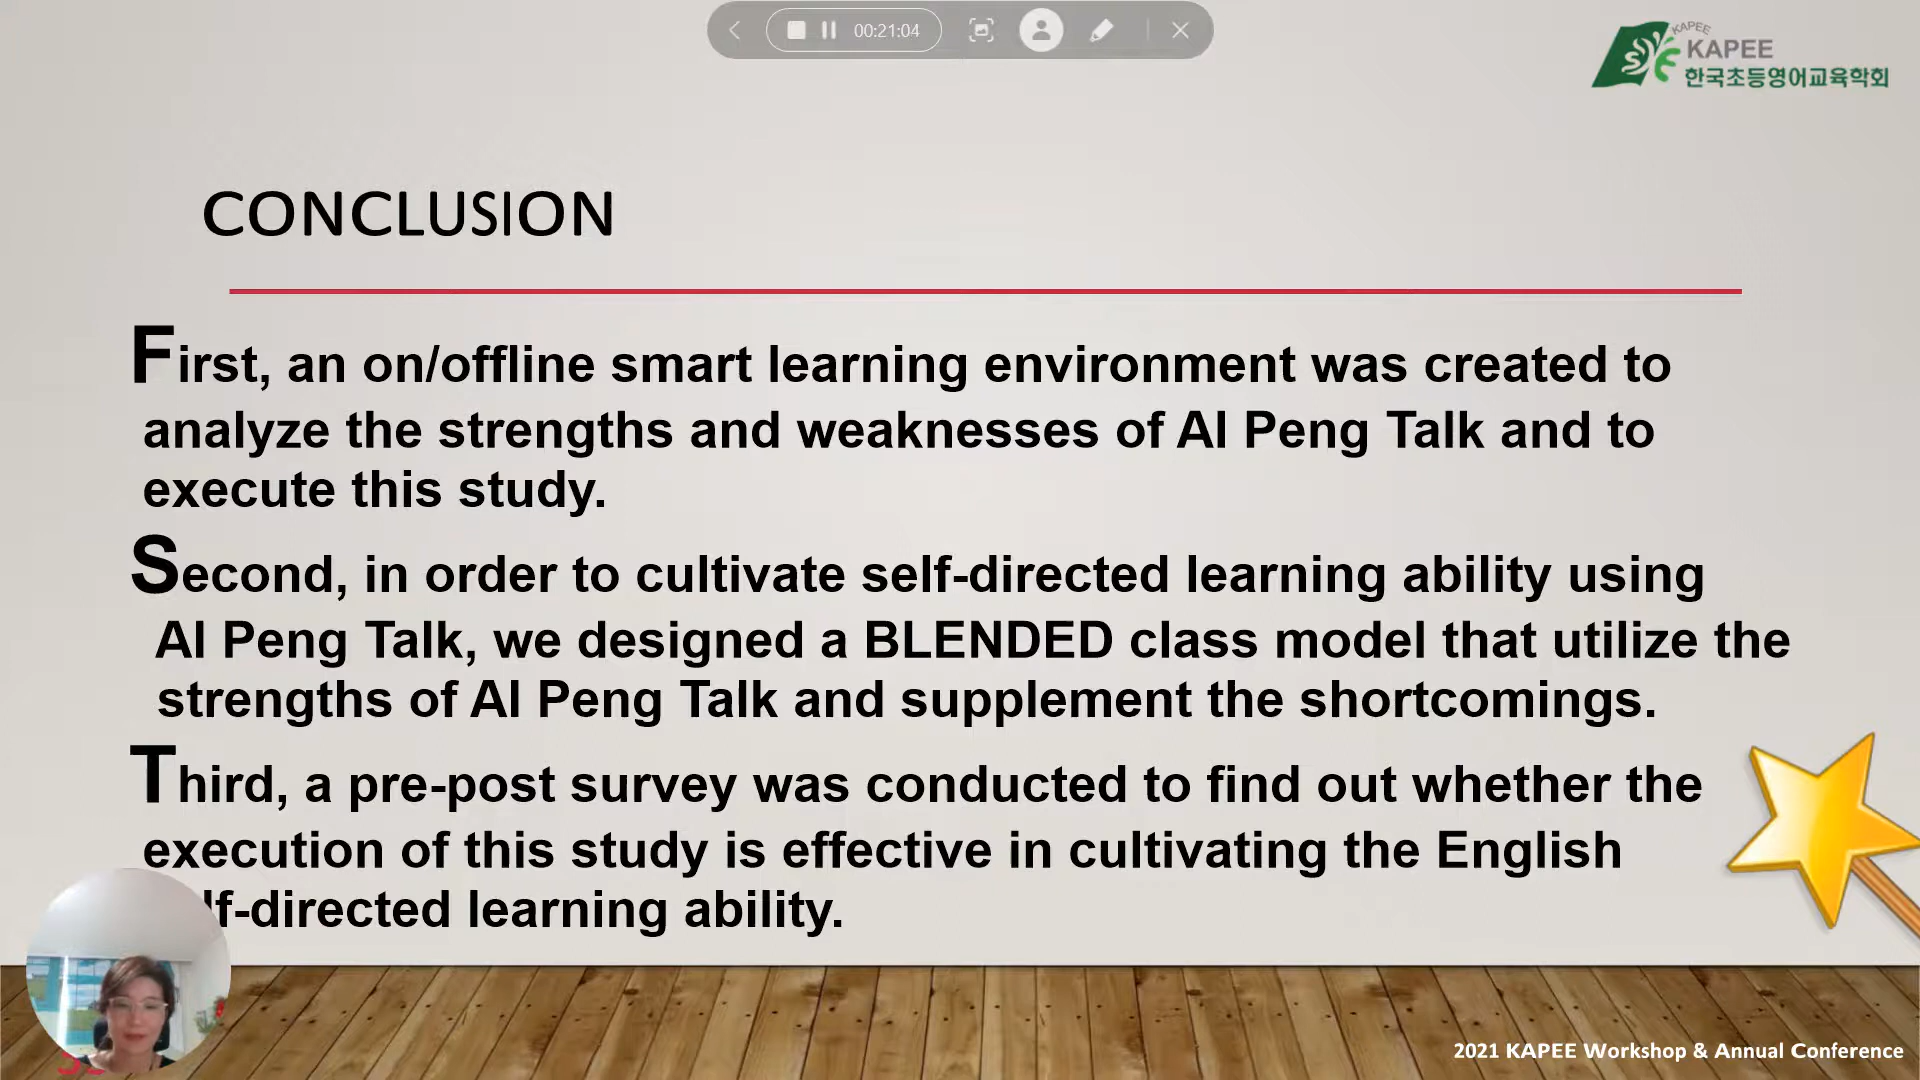 00:21:04
KAPEE
KAPEE
한국초등영어교육학회
CONCLUSION
First, an on/offline smart learning environment was created to
analyze the strengths and weaknesses of AI Peng Talk and to
execute this study.
Second, in order to cultivate self-directed learning ability using
AI Peng Talk, we designed a BLENDED class model that utilize the
strengths of AI Peng Talk and supplement the shortcomings.
Third, a pre-post survey was conducted to find out whether the
execution of this study is effective in cultivating the English
lf-directed learning ability.
2021 KAPEE Workshop & Annual Conference